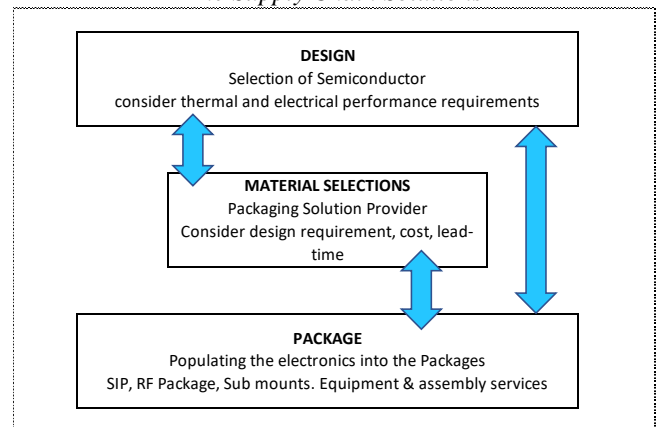 DESIGN
Selection of Semiconductor
consider thermal and electrical performance requirements
MATERIAL SELECTIONS
Packaging Solution Provider
Consider design requirement, cost, lead-
time
PACKAGE
Populating the electronics into the Packages
SIP, RF Package, Sub mounts. Equipment & assembly services